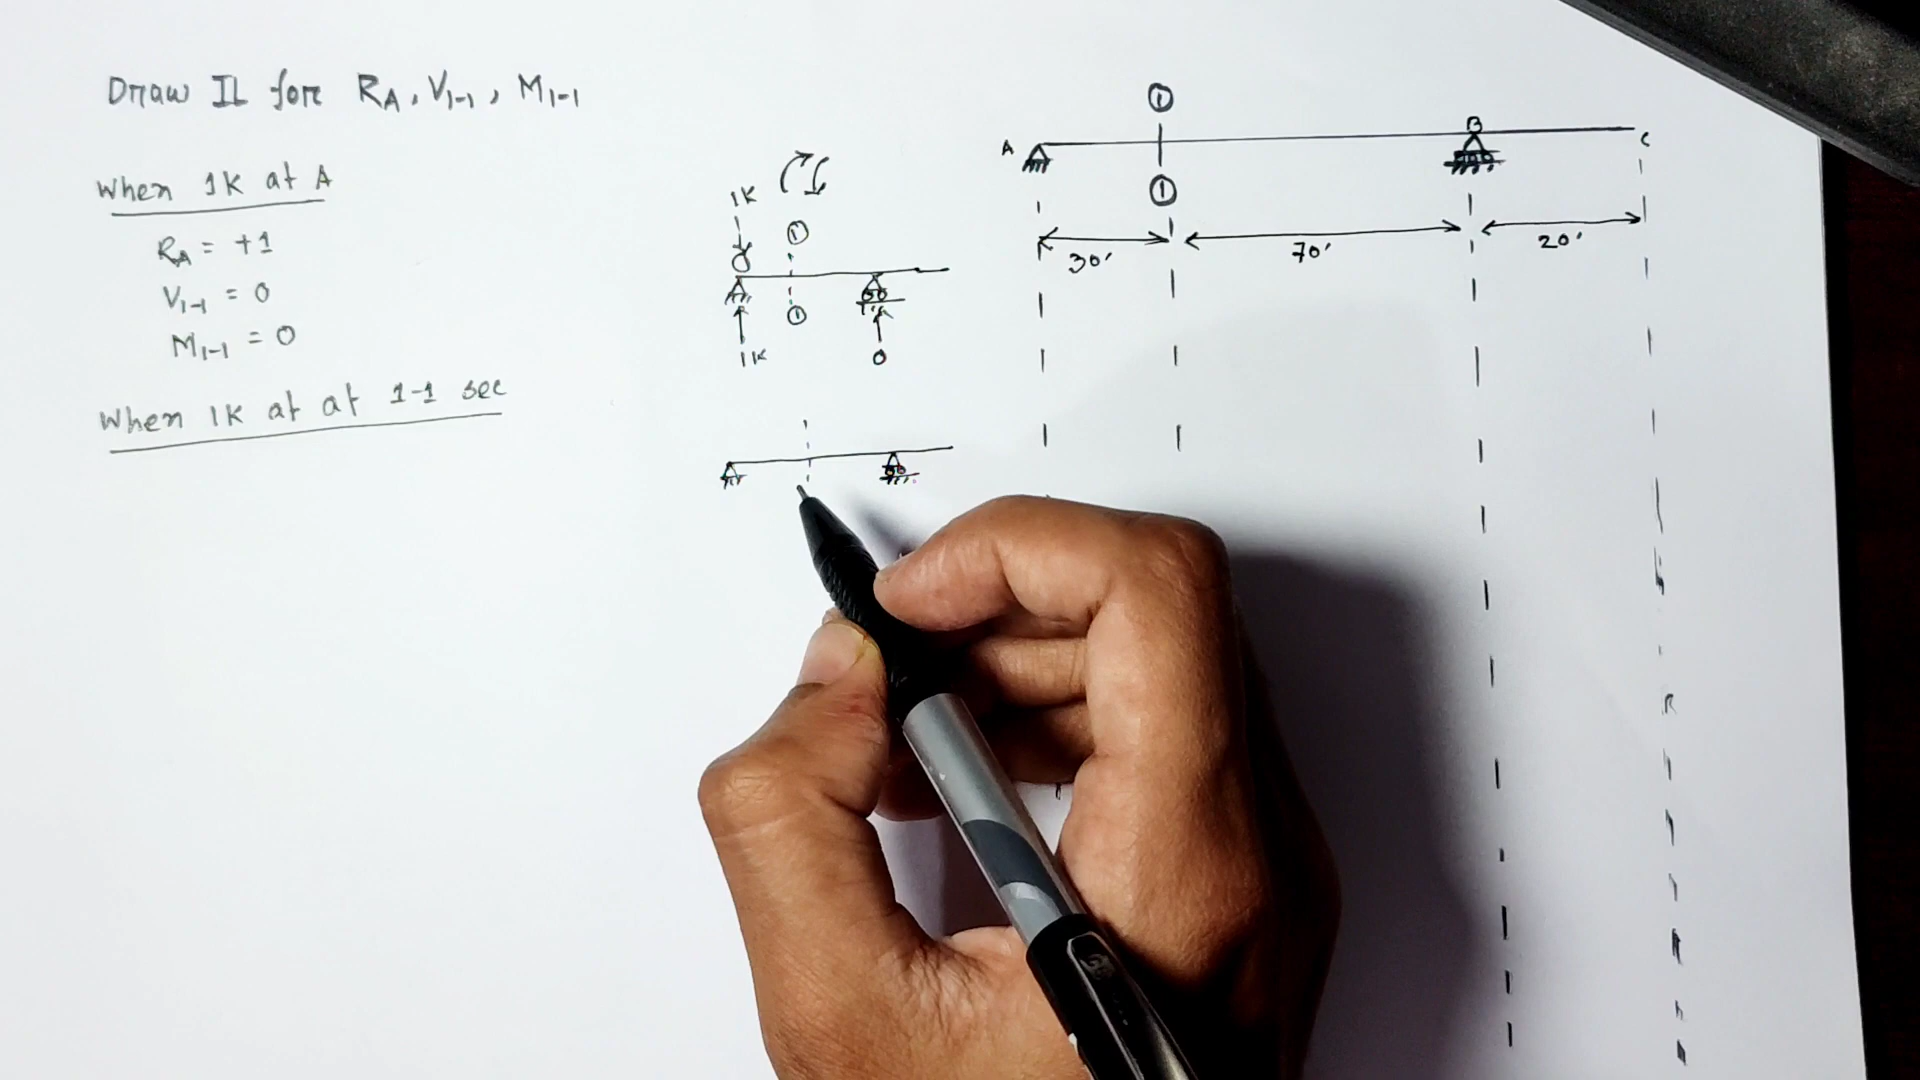 Draw IL for RA, V1-1, M1-1
When 1K at A
RA = +1
V1-1 = 0
M1-1 = 0
When 1K at at 1-1 sec
1K
1
1
1K
0
1
A
B
C
1
30'
70'
20'